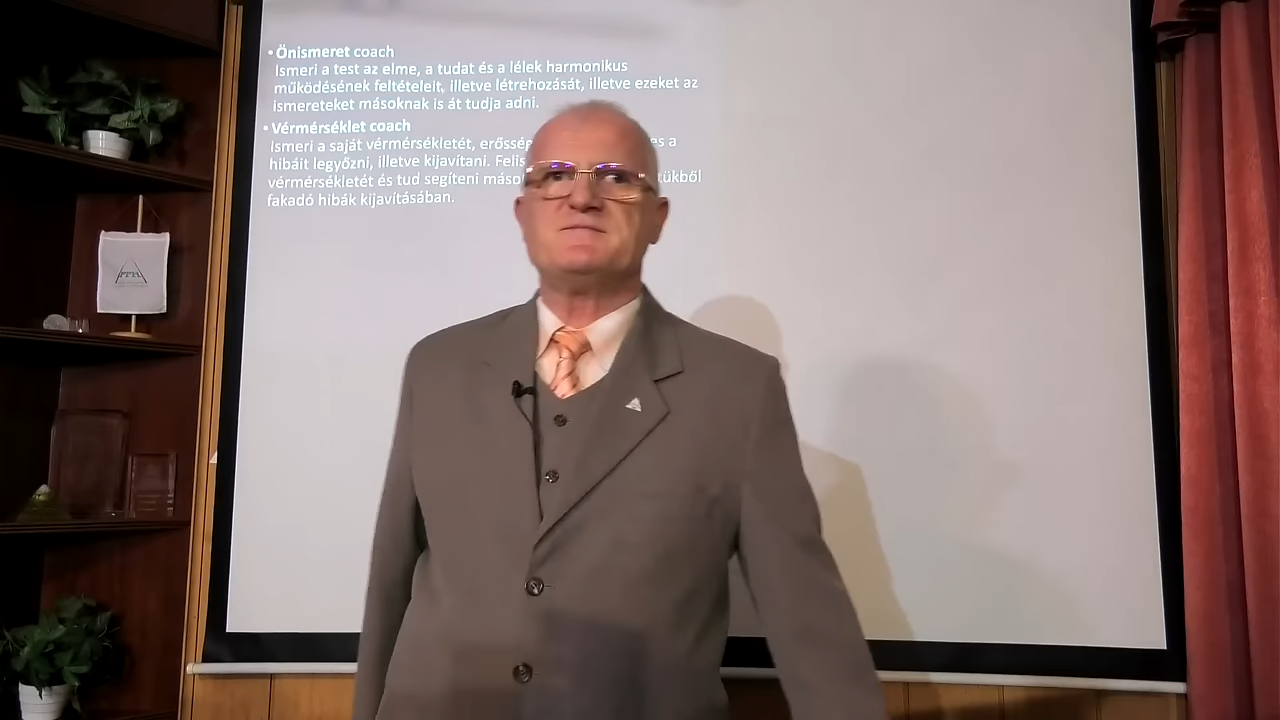 • Önismeret coach
Ismeri a test az elme, a tudat és a lélek harmonikus
működésének feltételeit, illetve létrehozását, illetve ezeket az
ismereteket másoknak is át tudja adni.
• Vérmérséklet coach
Ismeri a saját vérmérsékletét, erősség es a
hibáit legyőzni, illetve kijavítani. Felis
vérmérsékletét és tud segíteni máso tükből
fakadó hibák kijavításában.